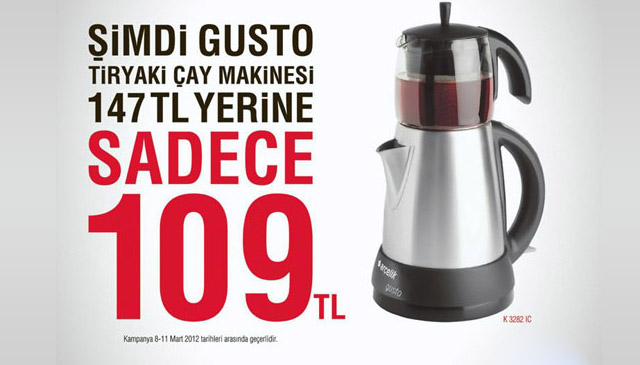 ŞİMDİ GUSTO
TİRYAKİ ÇAY MAKİNESİ
147 TL YERİNE
SADECE
109 TL
arçelik
gusto
K 3282 IC
Kampanya 8-11 Mart 2012 tarihleri arasında geçerlidir.